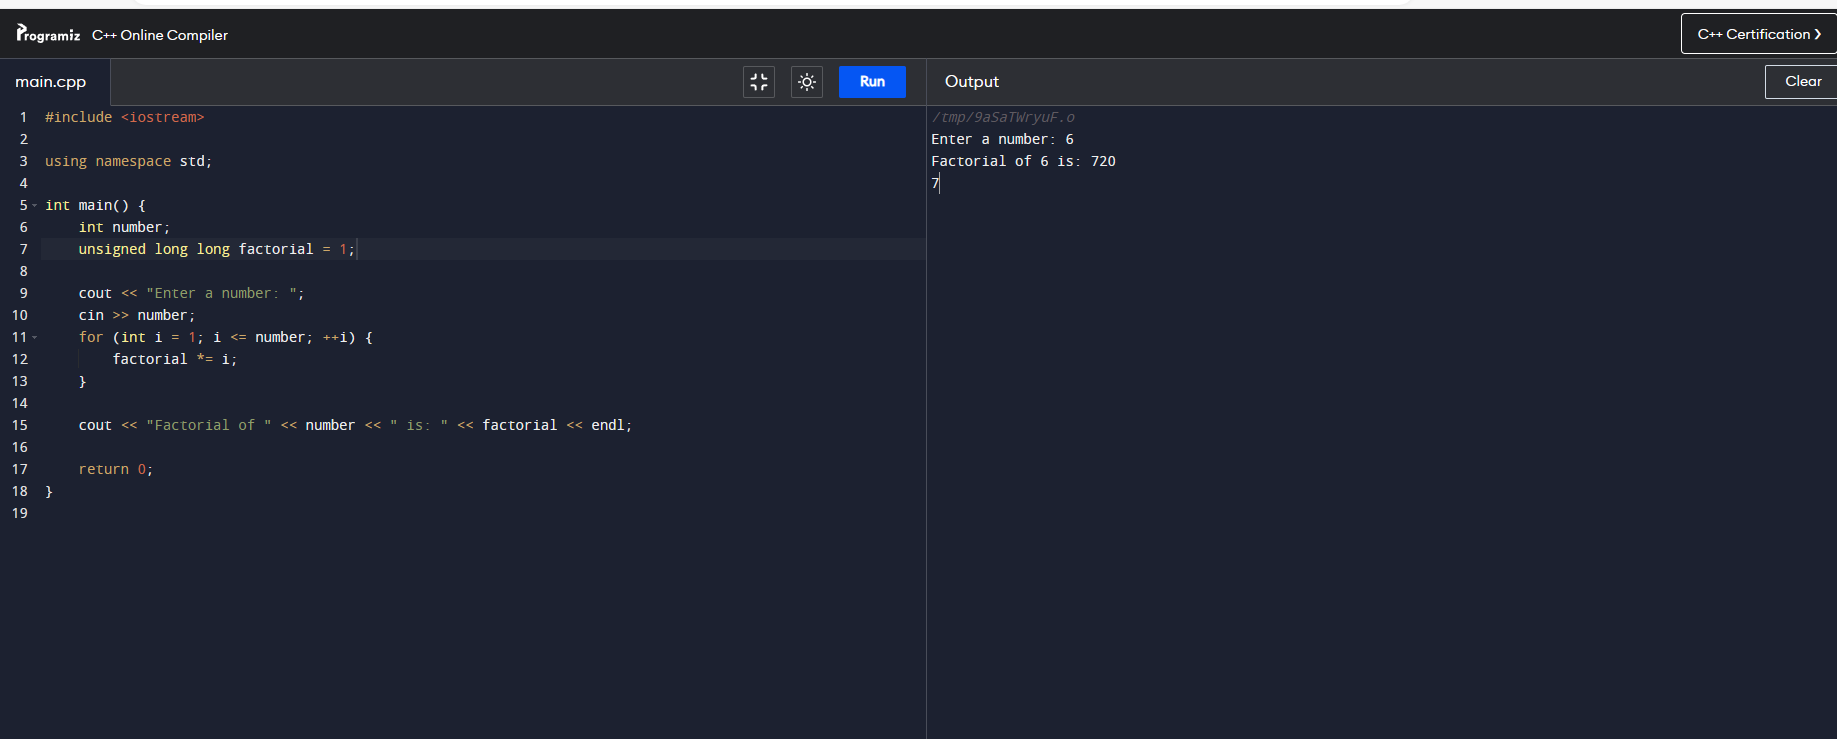 Programiz C++ Online Compiler
C++ Certification ❯
main.cpp
Run
Output
Clear
1 #include <iostream>
2
3 using namespace std;
4
5 int main() {
6     int number;
7     unsigned long long factorial = 1;
8
9     cout << "Enter a number: ";
10     cin >> number;
11     for (int i = 1; i <= number; ++i) {
12         factorial *= i;
13     }
14
15     cout << "Factorial of " << number << " is: " << factorial << endl;
16
17     return 0;
18 }
19
/tmp/9aSaTWryuF.o
Enter a number: 6
Factorial of 6 is: 720
7